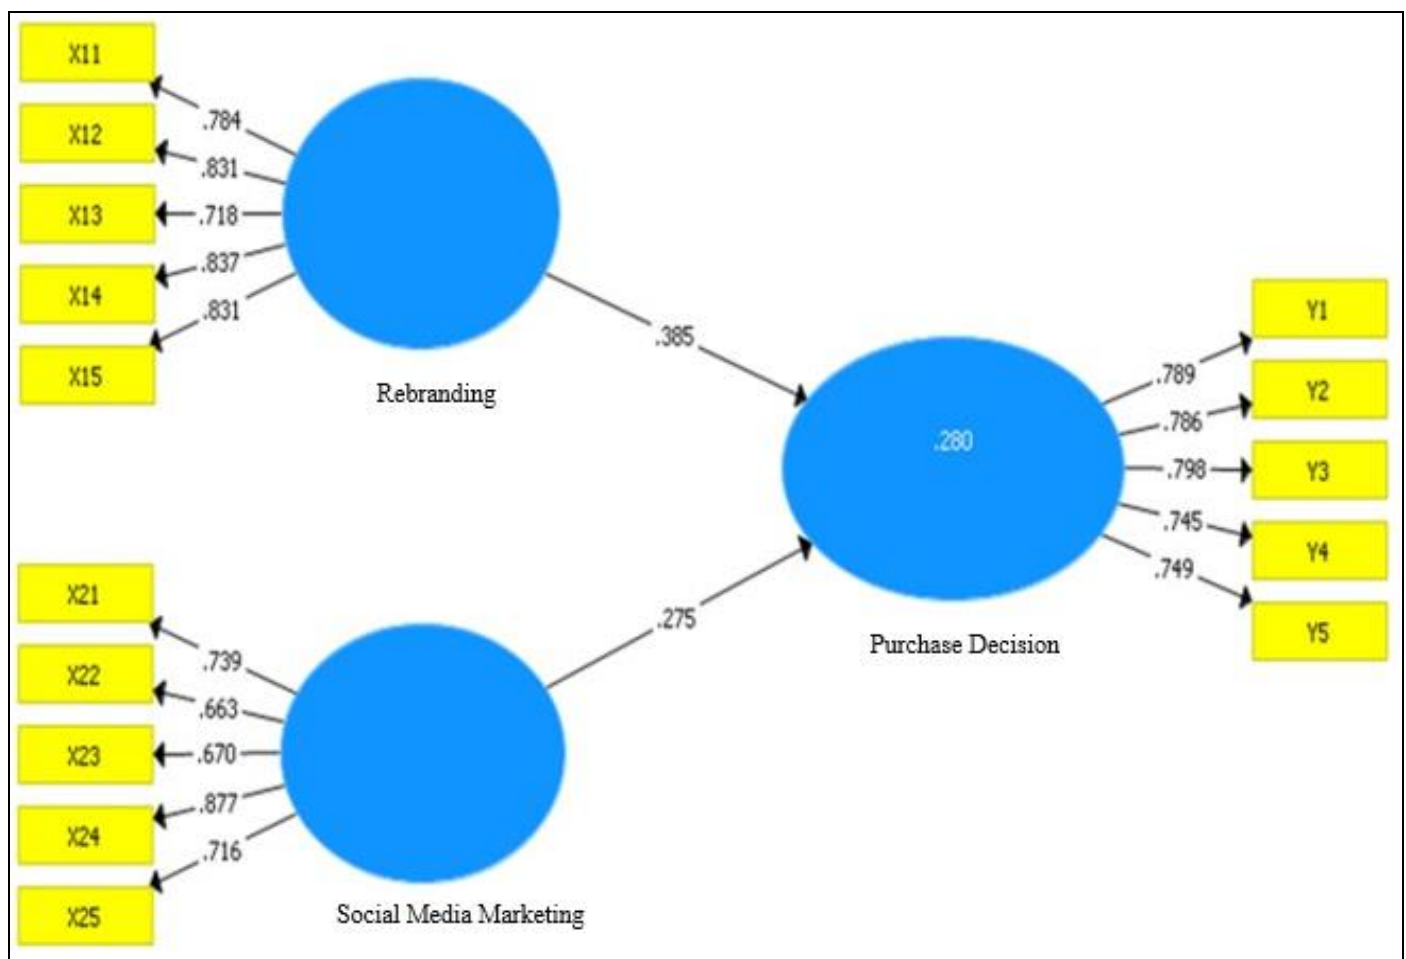 X11
.784
X12
.831
X13
.718
X14
.837
X15
.831
Rebranding
.385
.280
Purchase Decision
Y1
.789
Y2
.786
Y3
.798
Y4
.745
Y5
.749
X21
.739
X22
.663
X23
.670
X24
.877
X25
.716
.275
Social Media Marketing